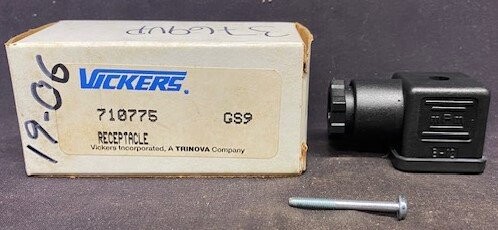 19-06
VICKERS®
710775 GS9
RECEPTACLE
Vickers Incorporated, A TRINOVA Company